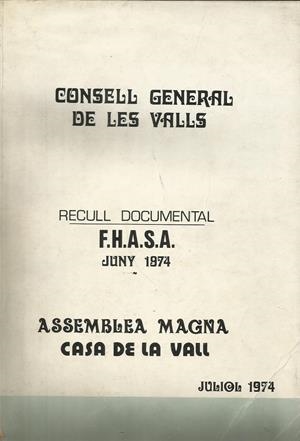 CONSELL GENERAL
DE LES VALLS
RECULL DOCUMENTAL
F.H.A.S.A.
JUNY 1974
ASSEMBLEA MAGNA
CASA DE LA VALL
JULIOL 1974